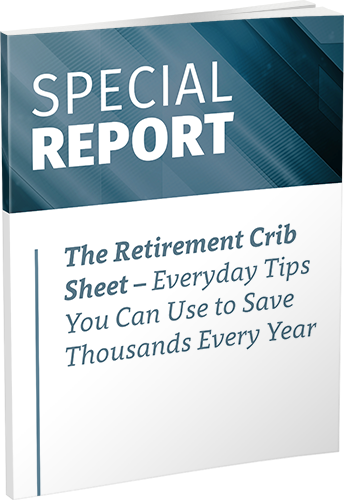 SPECIAL
REPORT
The Retirement Crib
Sheet – Everyday Tips
You Can Use to Save
Thousands Every Year